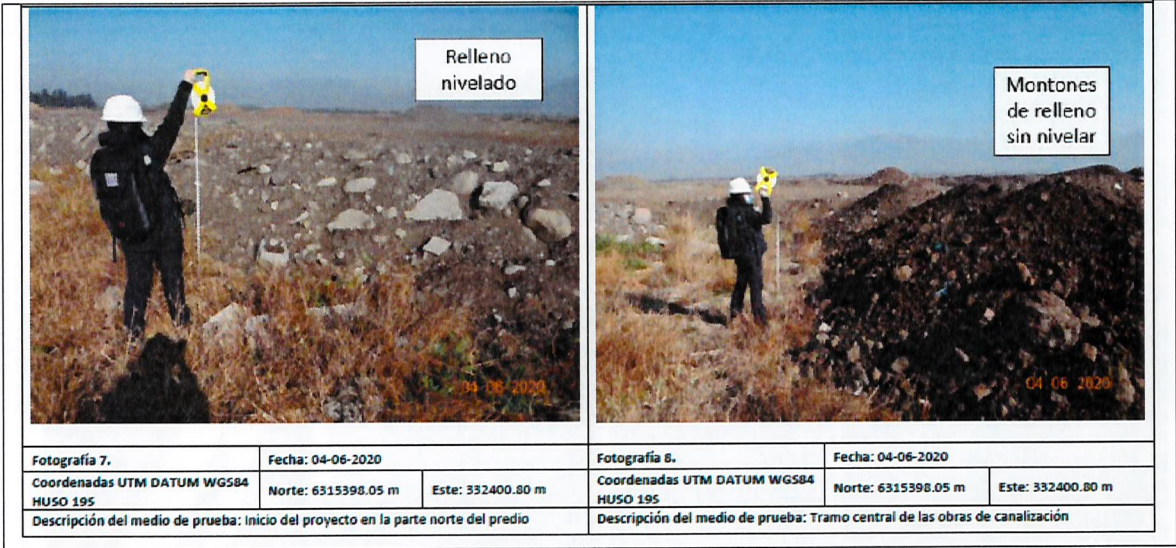 Relleno
nivelado
04 06 2020
Montones
de relleno
sin nivelar
04 06 2020
Fotografía 7.
Fecha: 04-06-2020
Coordenadas UTM DATUM WGS84
HUSO 19S
Norte: 6315398.05 m
Este: 332400.80 m
Descripción del medio de prueba: Inicio del proyecto en la parte norte del predio
Fotografía 8.
Fecha: 04-06-2020
Coordenadas UTM DATUM WGS84
HUSO 19S
Norte: 6315398.05 m
Este: 332400.80 m
Descripción del medio de prueba: Tramo central de las obras de canalización